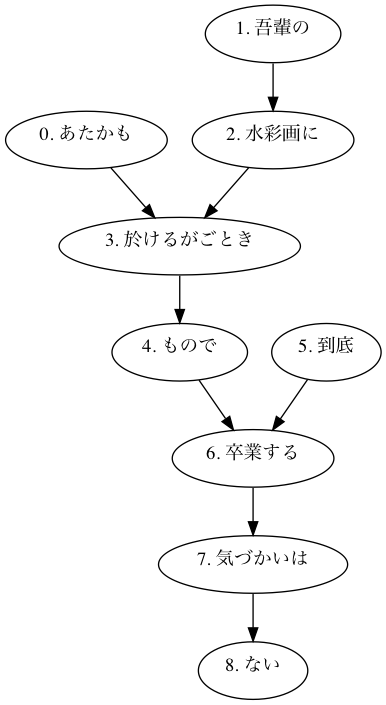 1. 吾輩の
0. あたかも
2. 水彩画に
3. 於けるがごとき
4. もので
5. 到底
6. 卒業する
7. 気づかいは
8. ない